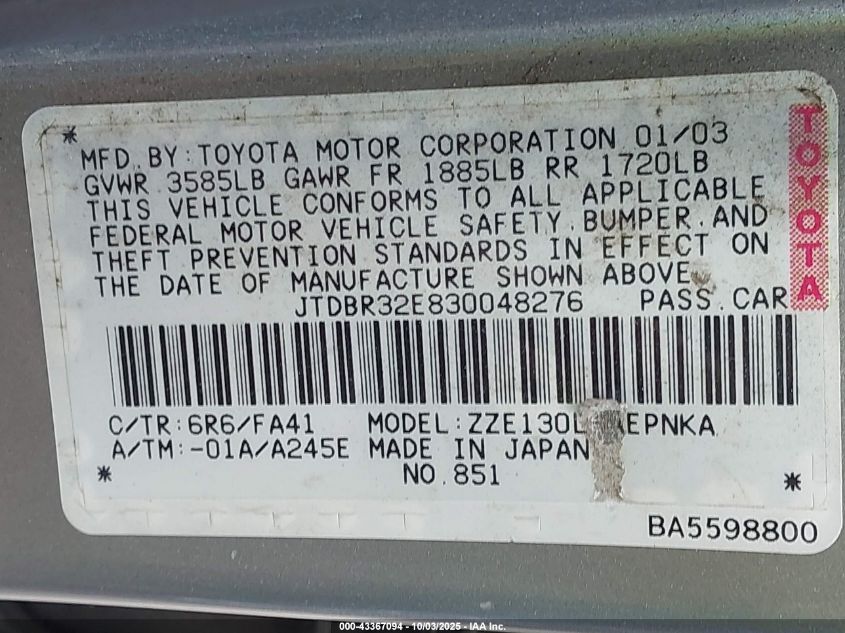 MFD. BY: TOYOTA MOTOR CORPORATION 01/03
GVWR 3585LB GAWR FR 1885LB RR 1720LB
THIS VEHICLE CONFORMS TO ALL APPLICABLE
FEDERAL MOTOR VEHICLE SAFETY, BUMPER, AND
THEFT PREVENTION STANDARDS IN EFFECT ON
THE DATE OF MANUFACTURE SHOWN ABOVE.
JTDBR32E830048276 PASS. CAR
TOYOTA
C/TR:6R6/FA41 MODEL:ZZE130L EPNKA
A/TM:-01A/A245E MADE IN JAPAN
* NO.851 *
BA5598800
000-43367094 - 10/03/2025 - IAA Inc.